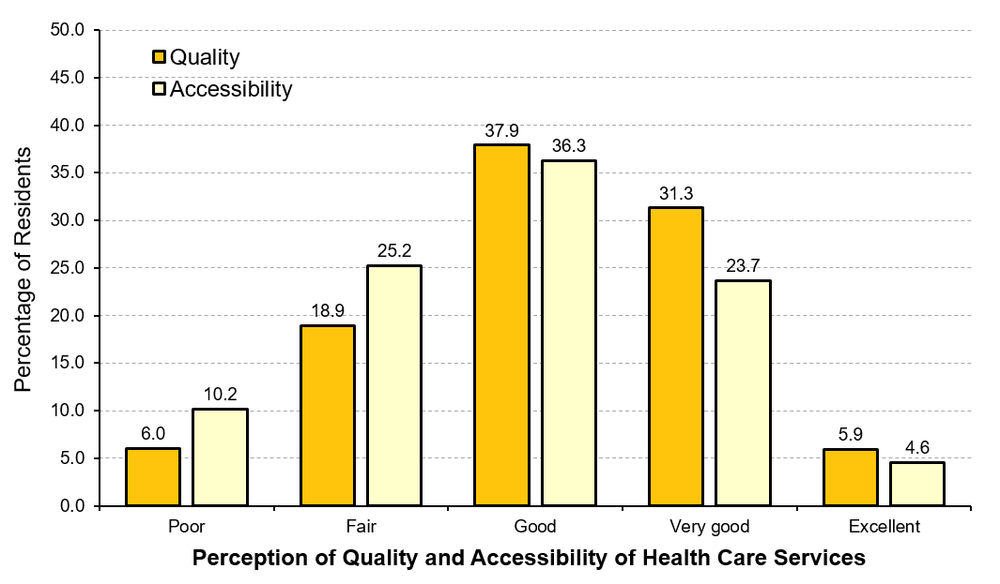 50.0
45.0
40.0
35.0
30.0
25.0
20.0
15.0
10.0
5.0
0.0
Percentage of Residents
Quality
Accessibility
6.0
10.2
18.9
25.2
37.9
36.3
31.3
23.7
5.9
4.6
Poor
Fair
Good
Very good
Excellent
Perception of Quality and Accessibility of Health Care Services